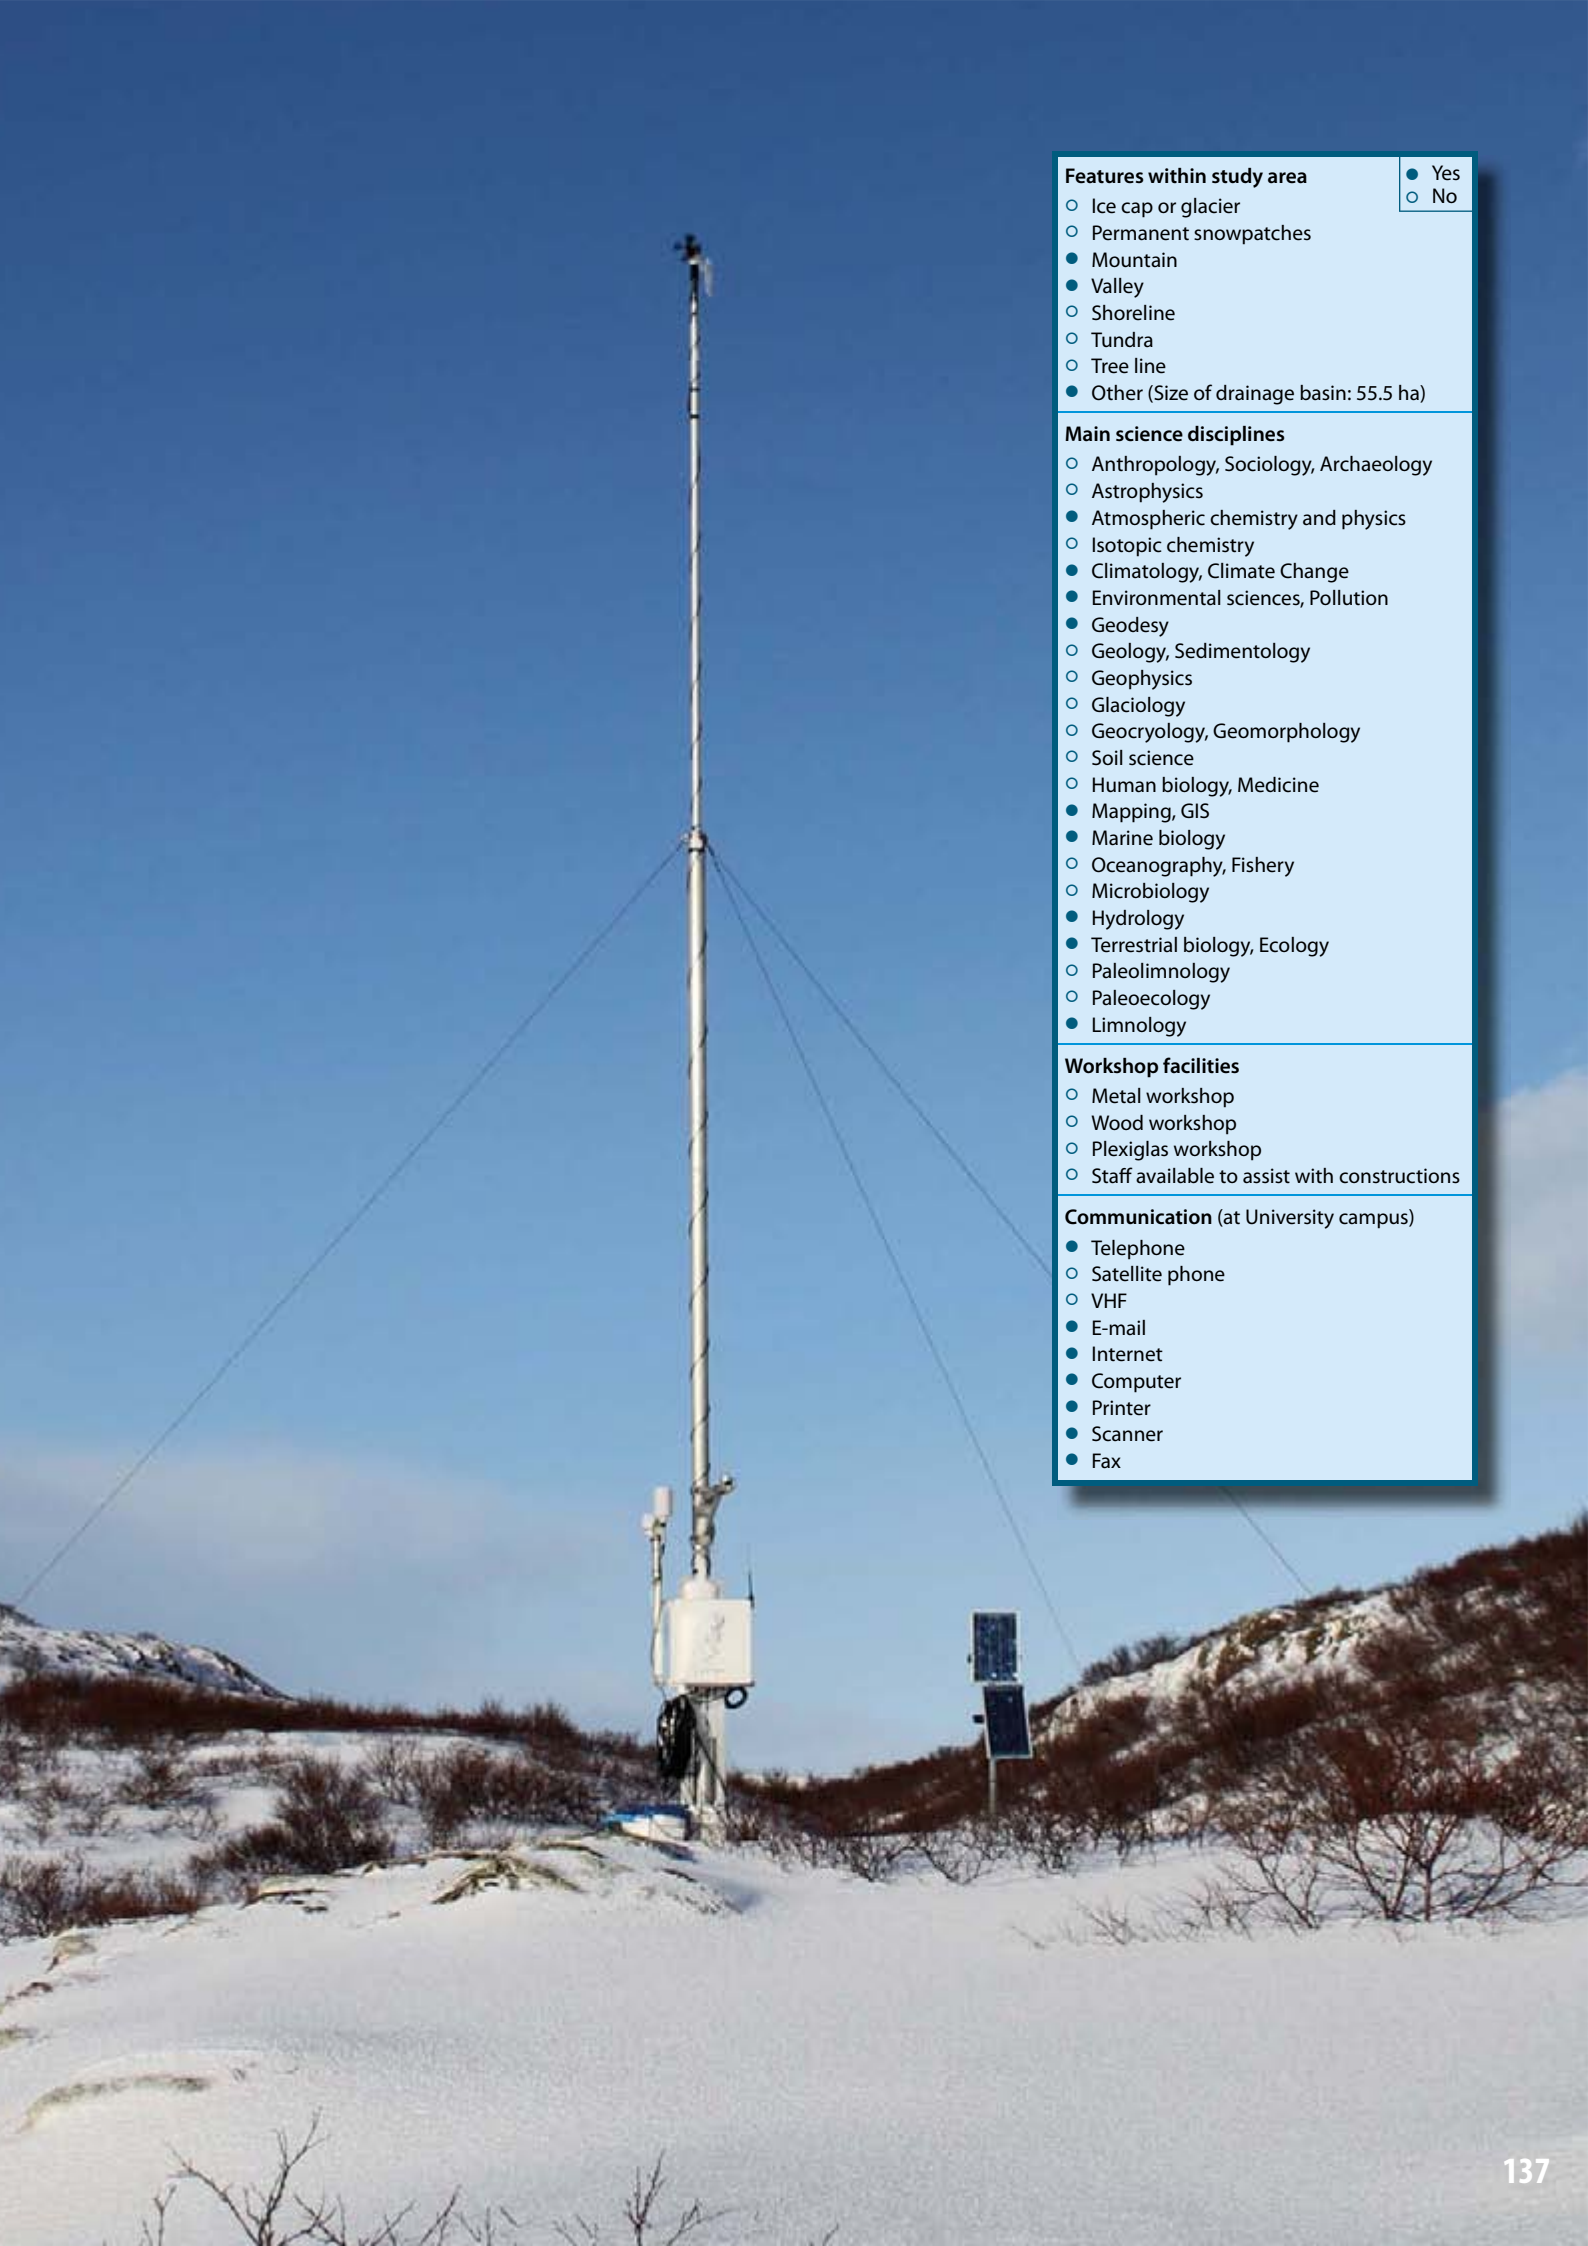 Features within study area
● Yes
○ No
○ Ice cap or glacier
○ Permanent snowpatches
● Mountain
● Valley
○ Shoreline
○ Tundra
○ Tree line
● Other (Size of drainage basin: 55.5 ha)
Main science disciplines
○ Anthropology, Sociology, Archaeology
○ Astrophysics
● Atmospheric chemistry and physics
○ Isotopic chemistry
● Climatology, Climate Change
● Environmental sciences, Pollution
● Geodesy
○ Geology, Sedimentology
○ Geophysics
○ Glaciology
○ Geocryology, Geomorphology
○ Soil science
○ Human biology, Medicine
● Mapping, GIS
● Marine biology
○ Oceanography, Fishery
○ Microbiology
● Hydrology
● Terrestrial biology, Ecology
○ Paleolimnology
○ Paleoecology
● Limnology
Workshop facilities
○ Metal workshop
○ Wood workshop
○ Plexiglas workshop
○ Staff available to assist with constructions
Communication (at University campus)
● Telephone
○ Satellite phone
○ VHF
● E-mail
● Internet
● Computer
● Printer
● Scanner
● Fax
137